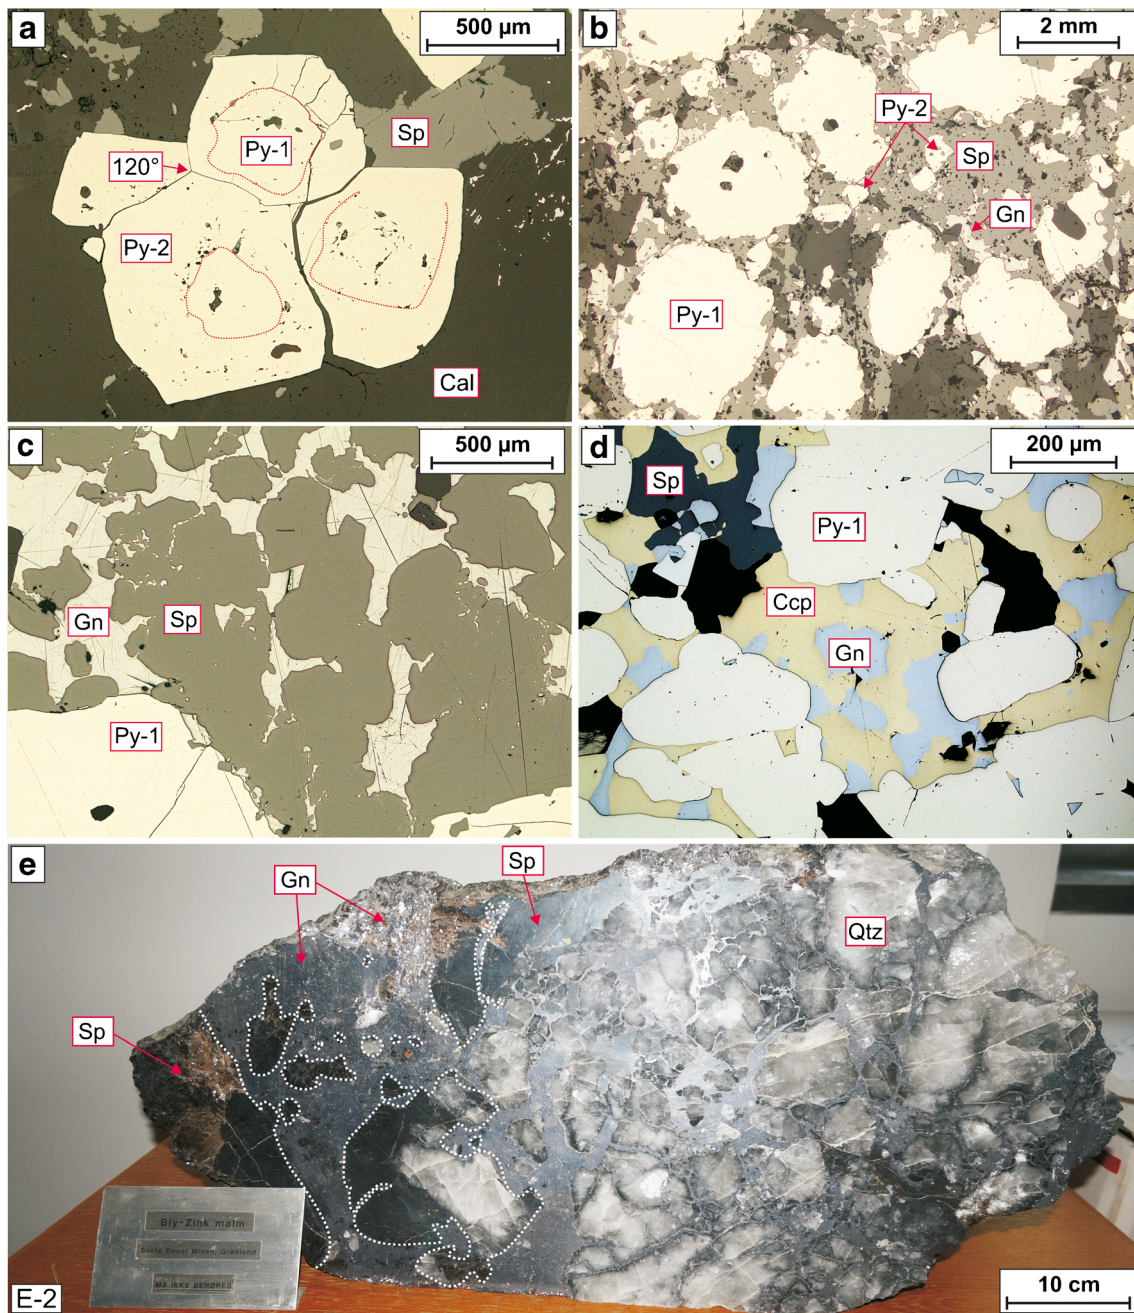 a
500 µm
Sp
Py-1
120°
Py-2
Cal
b
2 mm
Py-2
Sp
Gn
Py-1
c
500 µm
Gn
Sp
Py-1
d
200 µm
Sp
Py-1
Ccp
Gn
e
Sp
Gn
Qtz
Sp
Bly-Zink malm
Sorte Engel Minen, Grønland
MÅ IKKE BERØRES
E-2
10 cm